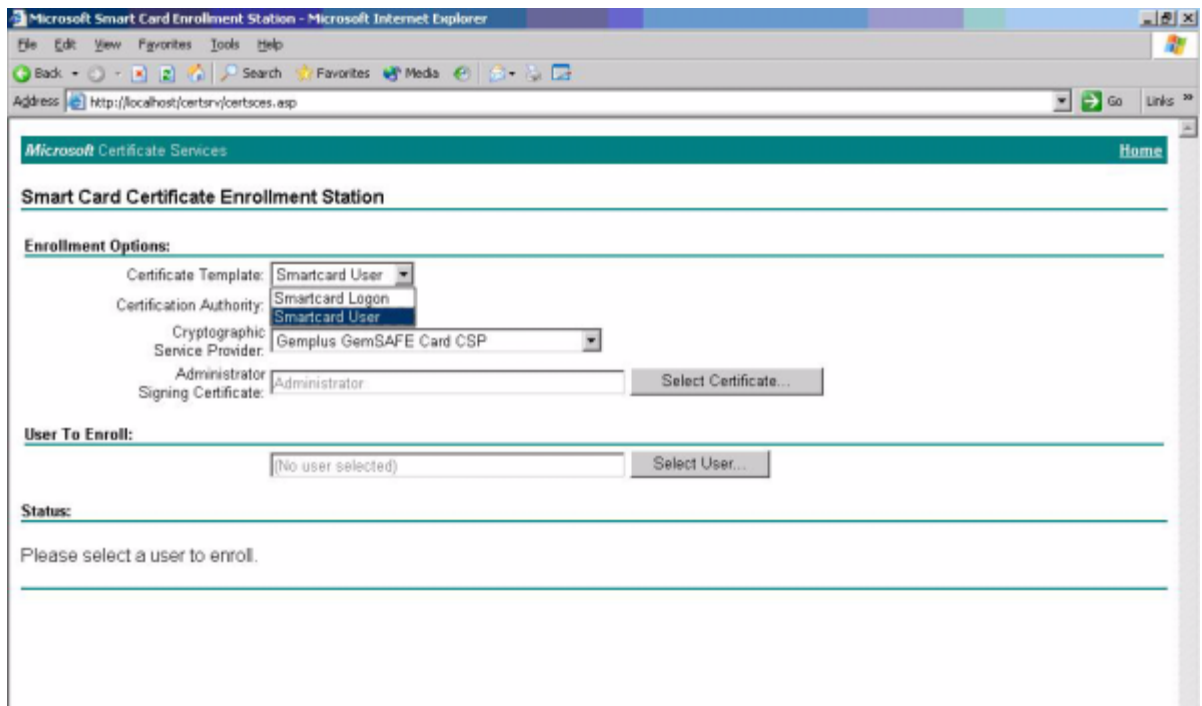 Microsoft Smart Card Enrollment Station - Microsoft Internet Explorer
File Edit View Favorites Tools Help
Back Search Favorites Media
Address http://localhost/certsrv/certsces.asp Go Links »
Microsoft Certificate Services Home
Smart Card Certificate Enrollment Station
Enrollment Options:
Certificate Template: Smartcard User
Smartcard Logon
Certification Authority:
Smartcard User
Cryptographic
Service Provider: Gemplus GemSAFE Card CSP
Administrator
Signing Certificate: Administrator Select Certificate...
User To Enroll:
(No user selected) Select User...
Status:
Please select a user to enroll.